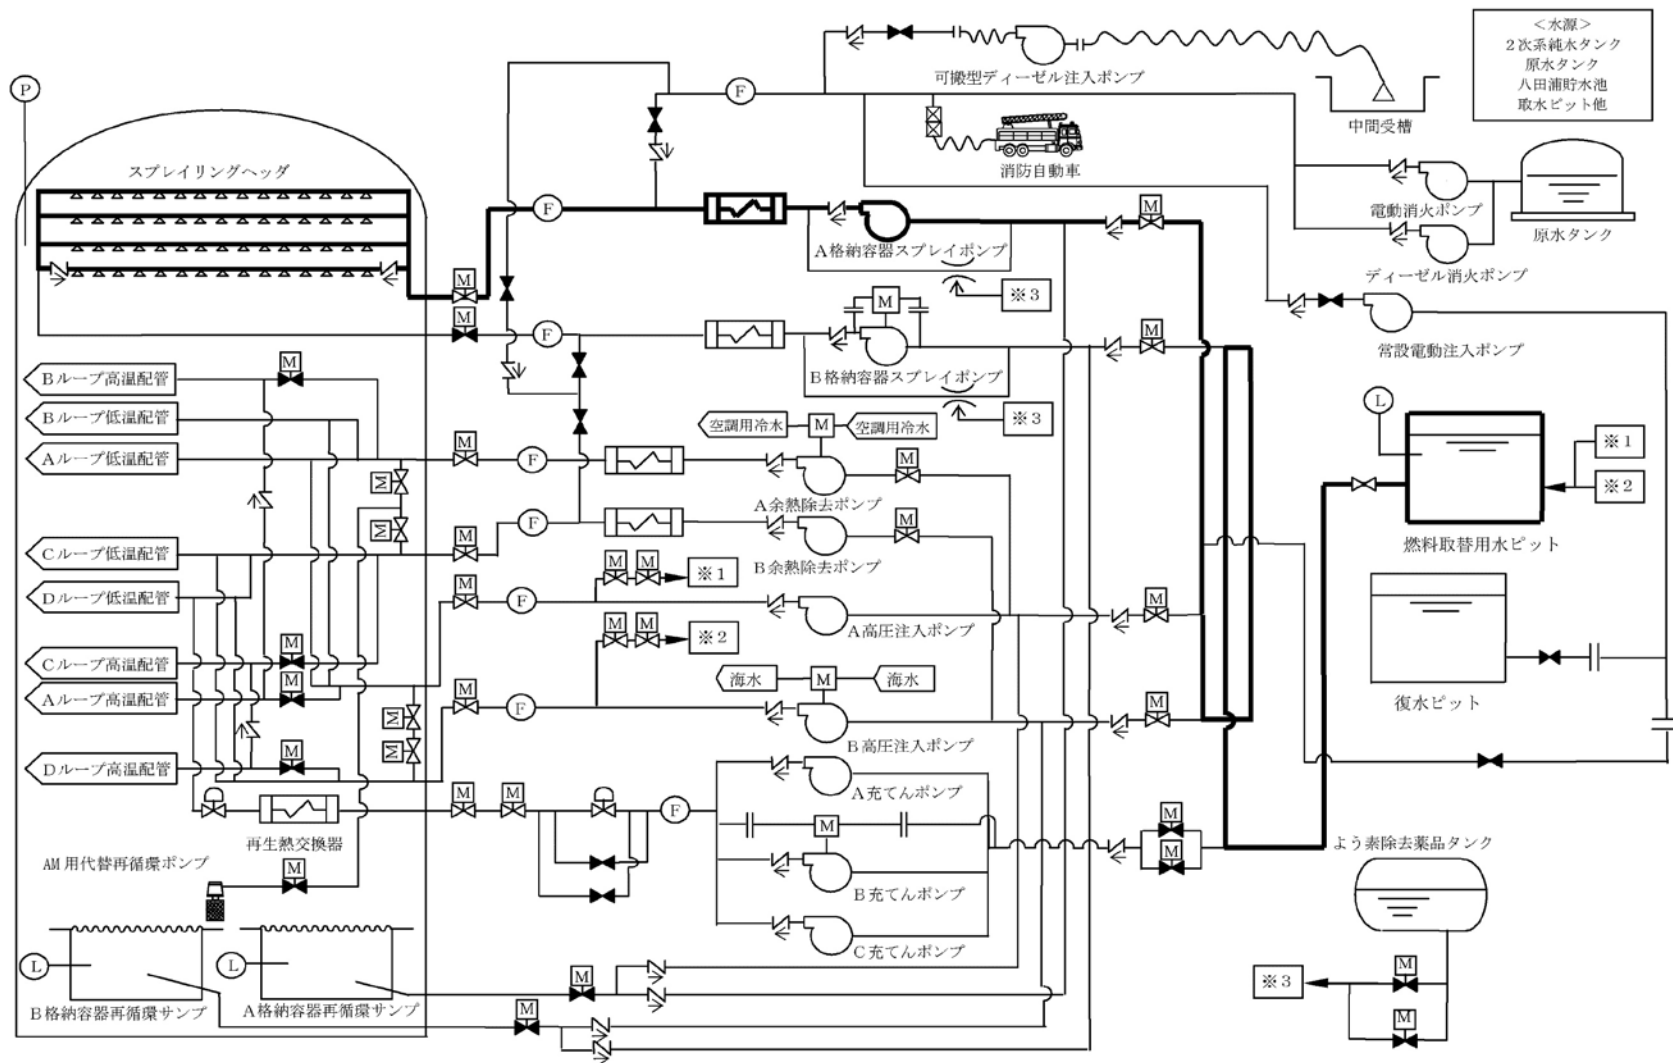 <水源>
2次系純水タンク
原水タンク
八田浦貯水池
取水ピット他
可搬型ディーゼル注入ポンプ
中間受槽
P
F
消防自動車
スプレイリングヘッダ
電動消火ポンプ
原水タンク
M
F
A格納容器スプレイポンプ
ディーゼル消火ポンプ
M
※3
M
M
F
M
常設電動注入ポンプ
B格納容器スプレイポンプ
Bループ高温配管
M
※3
L
Bループ低温配管
空調用冷水
M
空調用冷水
※1
Aループ低温配管
M
F
M
※2
M
A余熱除去ポンプ
M
F
M
燃料取替用水ピット
Cループ低温配管
M
B余熱除去ポンプ
M
M
※1
Dループ低温配管
M
F
M
A高圧注入ポンプ
M
M
※2
Cループ高温配管
M
海水
M
海水
Aループ高温配管
M
M
F
M
復水ピット
M
M
B高圧注入ポンプ
Dループ高温配管
M
A充てんポンプ
M
M
F
M
M
再生熱交換器
M
よう素除去薬品タンク
AM用代替再循環ポンプ
M
B充てんポンプ
C充てんポンプ
L
L
M
M
※3
B格納容器再循環サンプ
A格納容器再循環サンプ
M
M